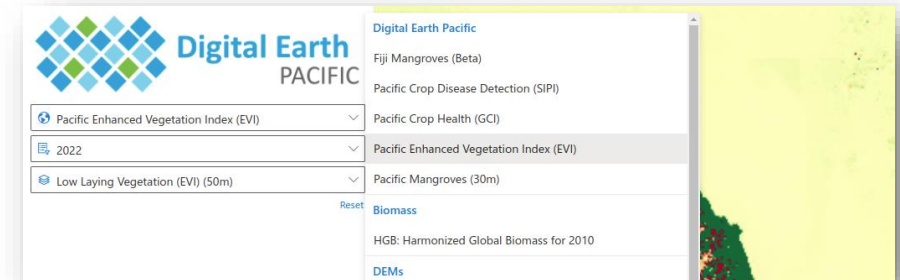 Digital Earth
PACIFIC
Pacific Enhanced Vegetation Index (EVI)
2022
Low Laying Vegetation (EVI) (50m)
Reset
Digital Earth Pacific
Fiji Mangroves (Beta)
Pacific Crop Disease Detection (SIPI)
Pacific Crop Health (GCI)
Pacific Enhanced Vegetation Index (EVI)
Pacific Mangroves (30m)
Biomass
HGB: Harmonized Global Biomass for 2010
DEMs